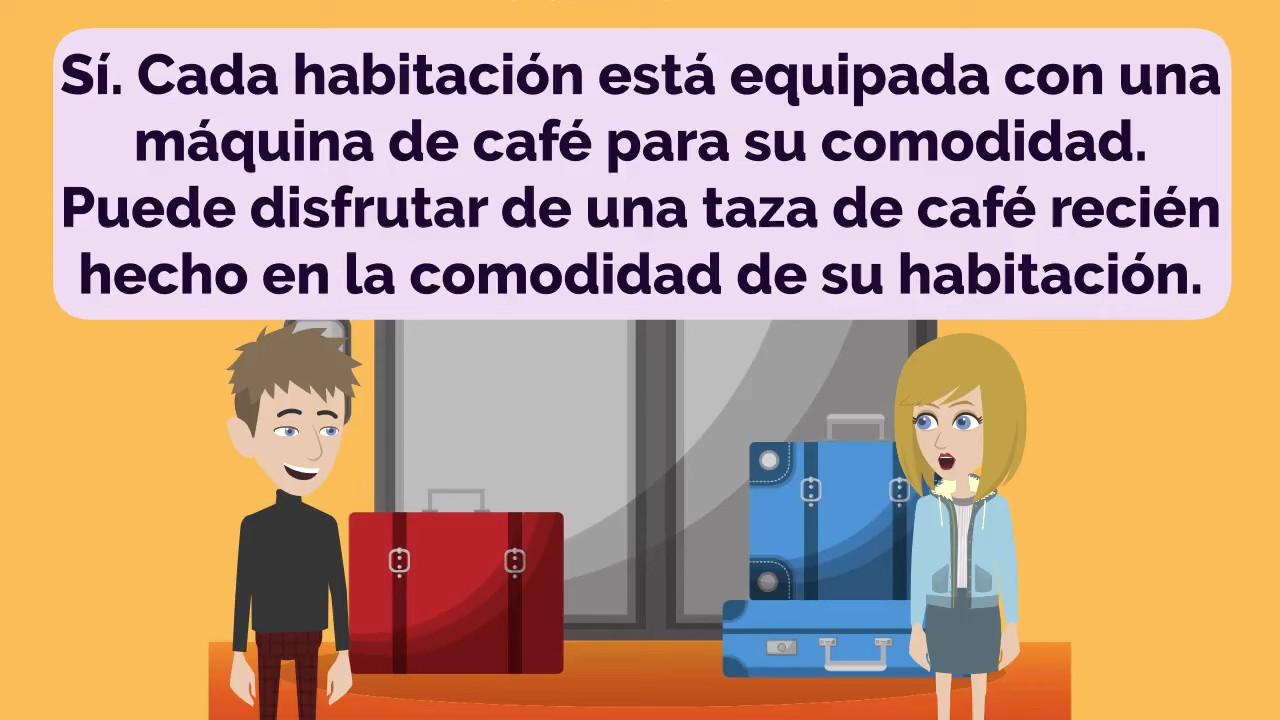 Sí. Cada habitación está equipada con una
máquina de café para su comodidad.
Puede disfrutar de una taza de café recién
hecho en la comodidad de su habitación.